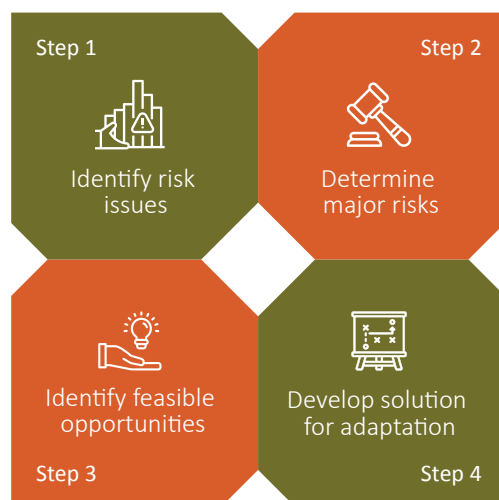 Step 1
Identify risk
issues
Step 2
Determine
major risks
Identify feasible
opportunities
Step 3
Develop solution
for adaptation
Step 4